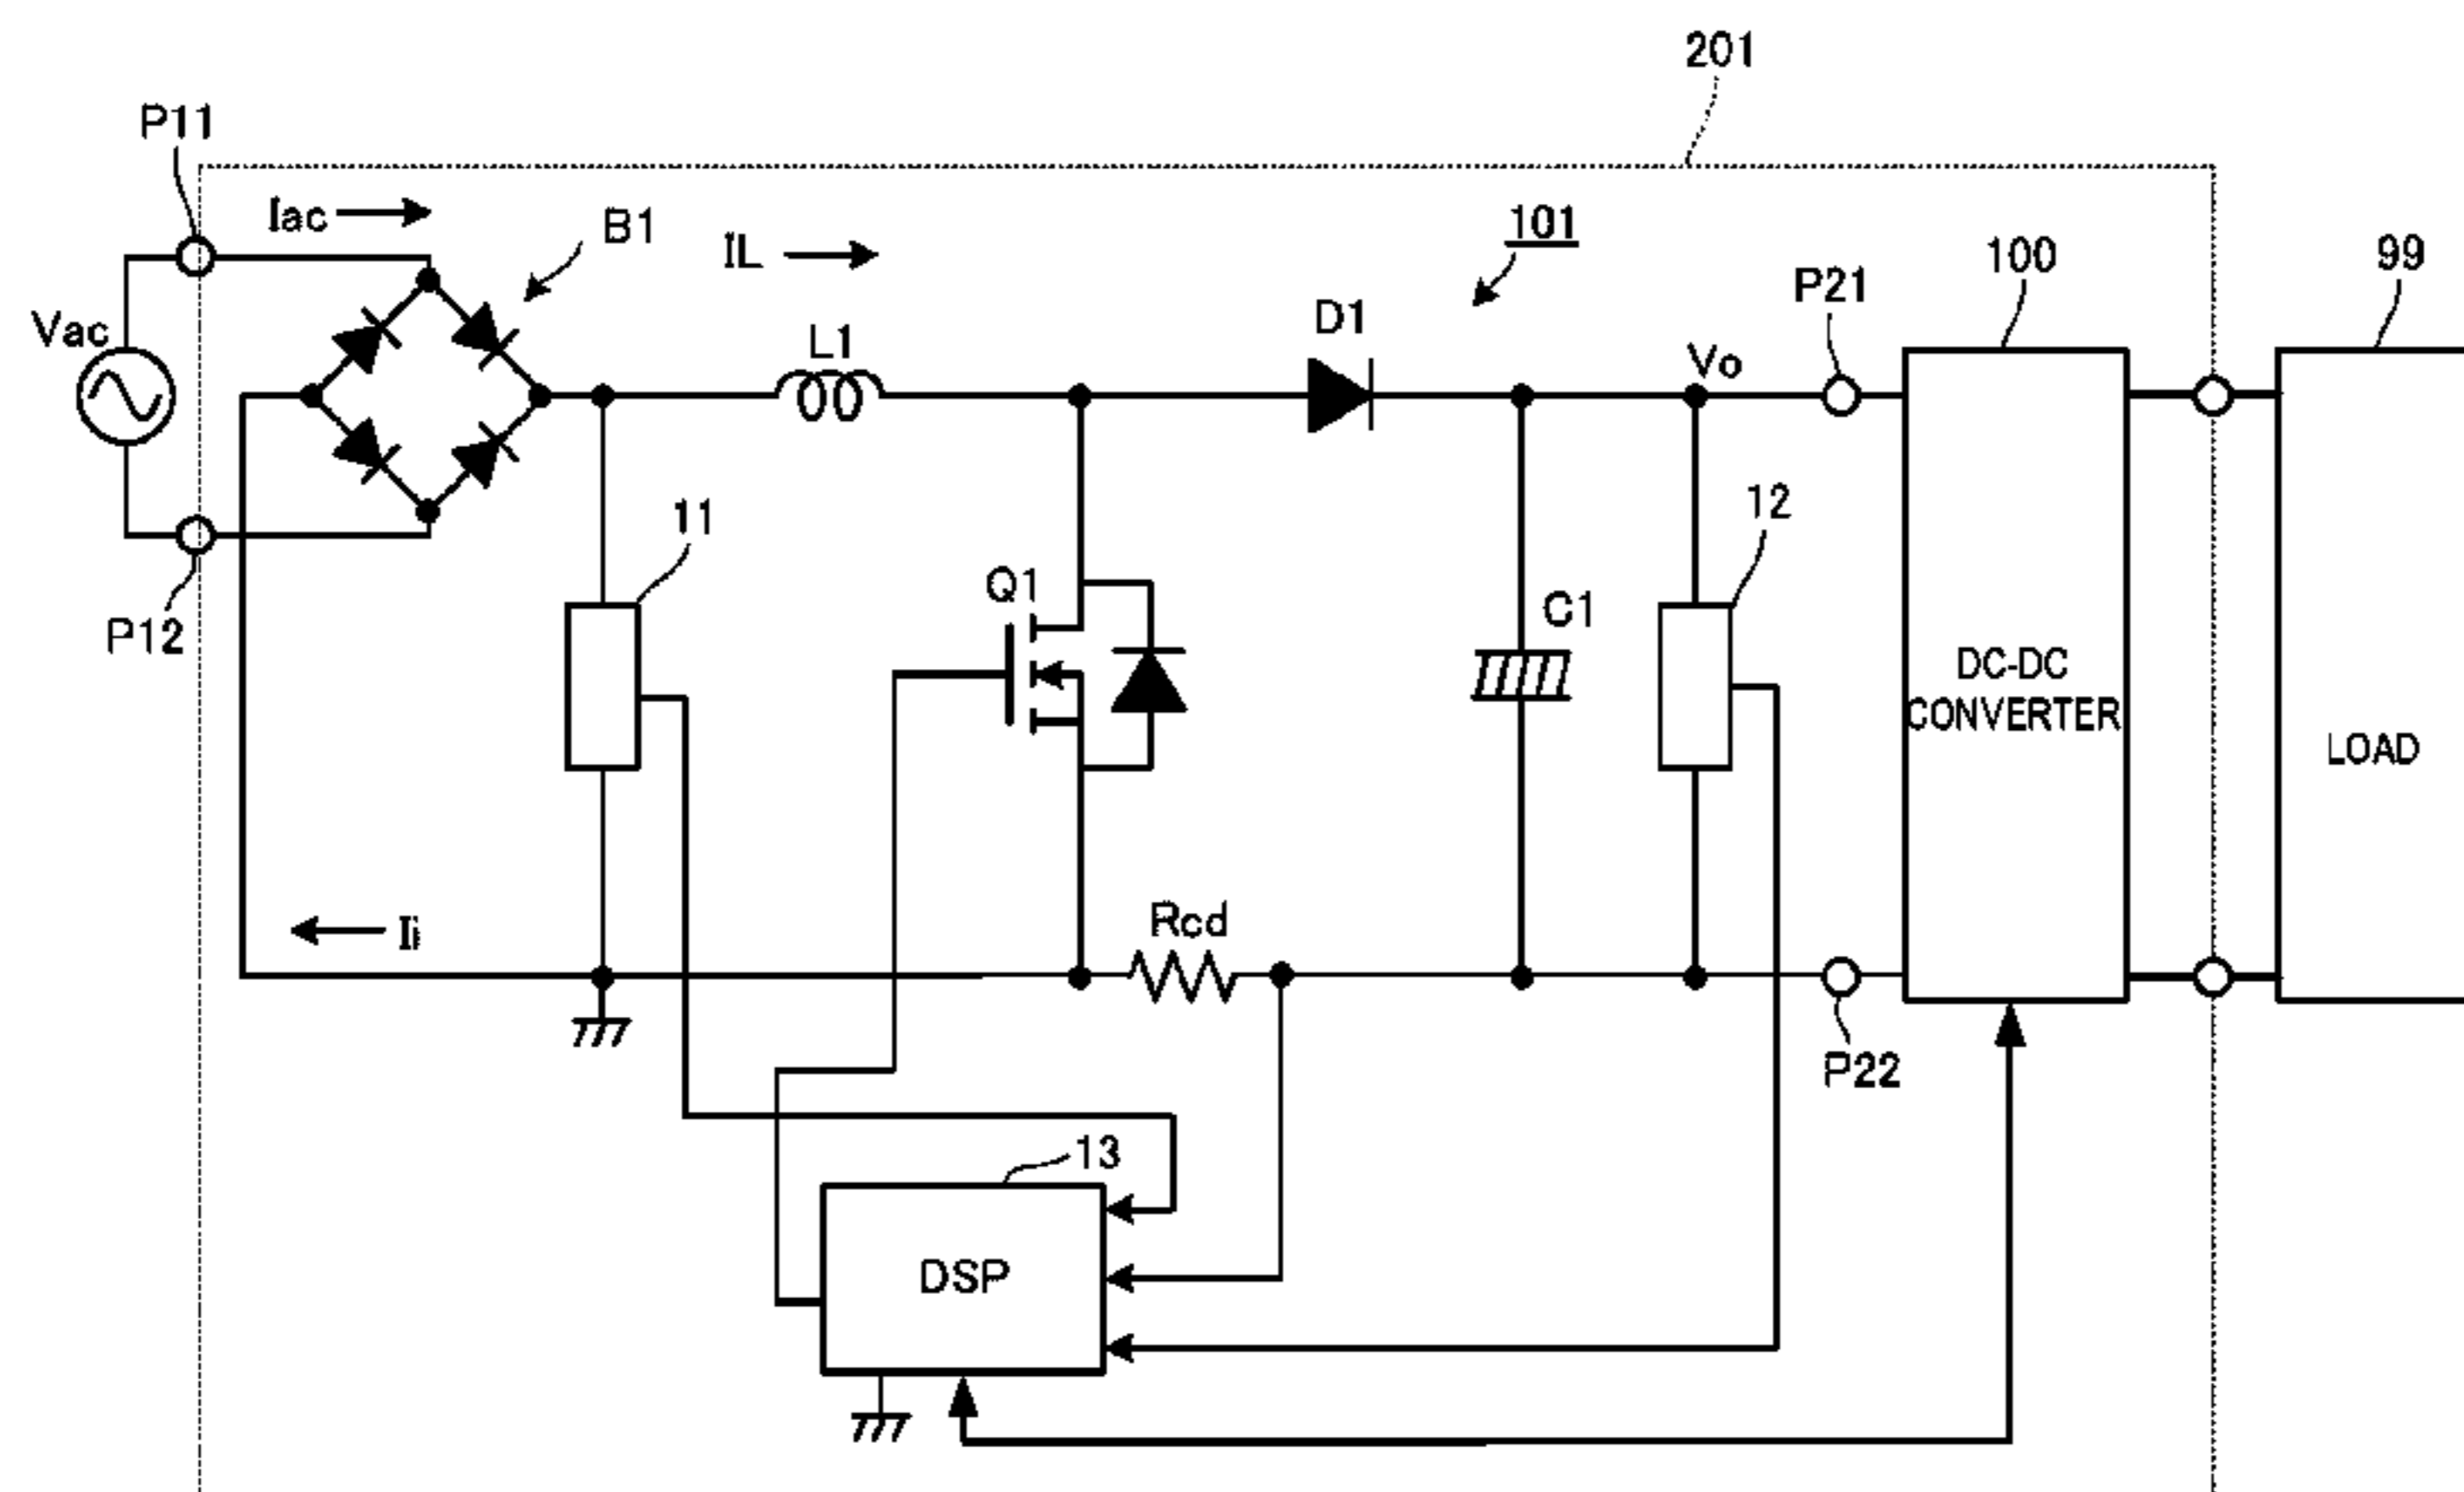 201
P11
Iac
B1
IL
101
100
99
P21
Vac
D1
L1
Vo
11
12
Q1
C1
P12
DC-DC
CONVERTER
LOAD
Rcd
Ii
P22
13
DSP